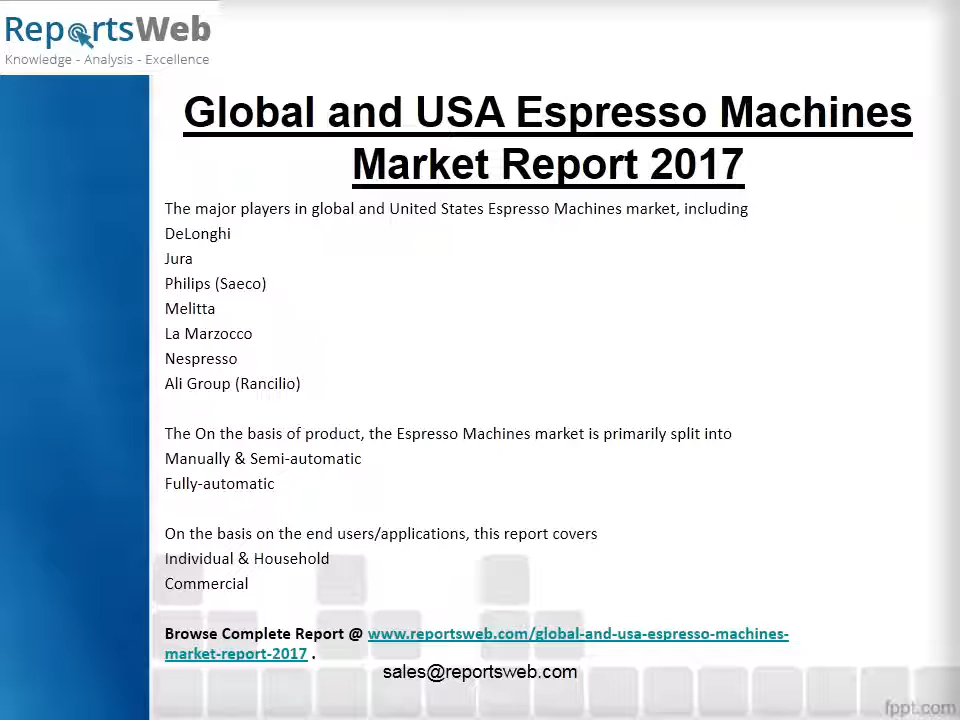 ReportsWeb
Knowledge - Analysis - Excellence
Global and USA Espresso Machines
Market Report 2017
The major players in global and United States Espresso Machines market, including
DeLonghi
Jura
Philips (Saeco)
Melitta
La Marzocco
Nespresso
Ali Group (Rancilio)
The On the basis of product, the Espresso Machines market is primarily split into
Manually & Semi-automatic
Fully-automatic
On the basis on the end users/applications, this report covers
Individual & Household
Commercial
Browse Complete Report @ www.reportsweb.com/global-and-usa-espresso-machines-
market-report-2017 .
sales@reportsweb.com
fppt.com